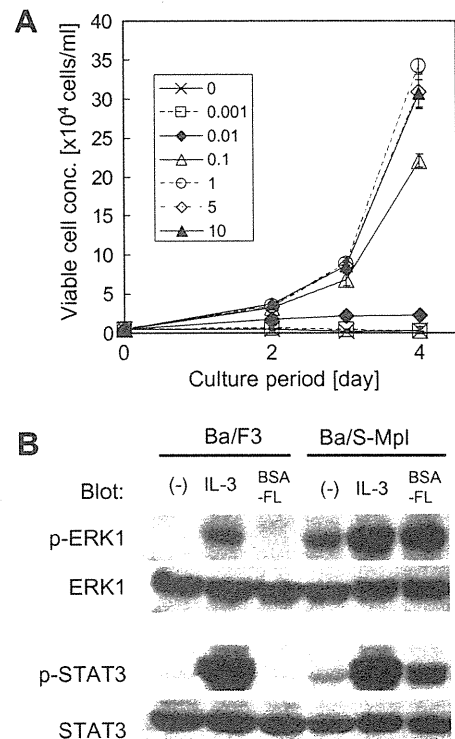 A
Viable cell conc. [x10⁴ cells/ml]
40
35
30
25
20
15
10
5
0
0
0.001
0.01
0.1
1
5
10
0
2
4
Culture period [day]
B
Ba/F3
Ba/S-Mpl
Blot:
(-)
IL-3
BSA
-FL
(-)
IL-3
BSA
-FL
p-ERK1
ERK1
p-STAT3
STAT3